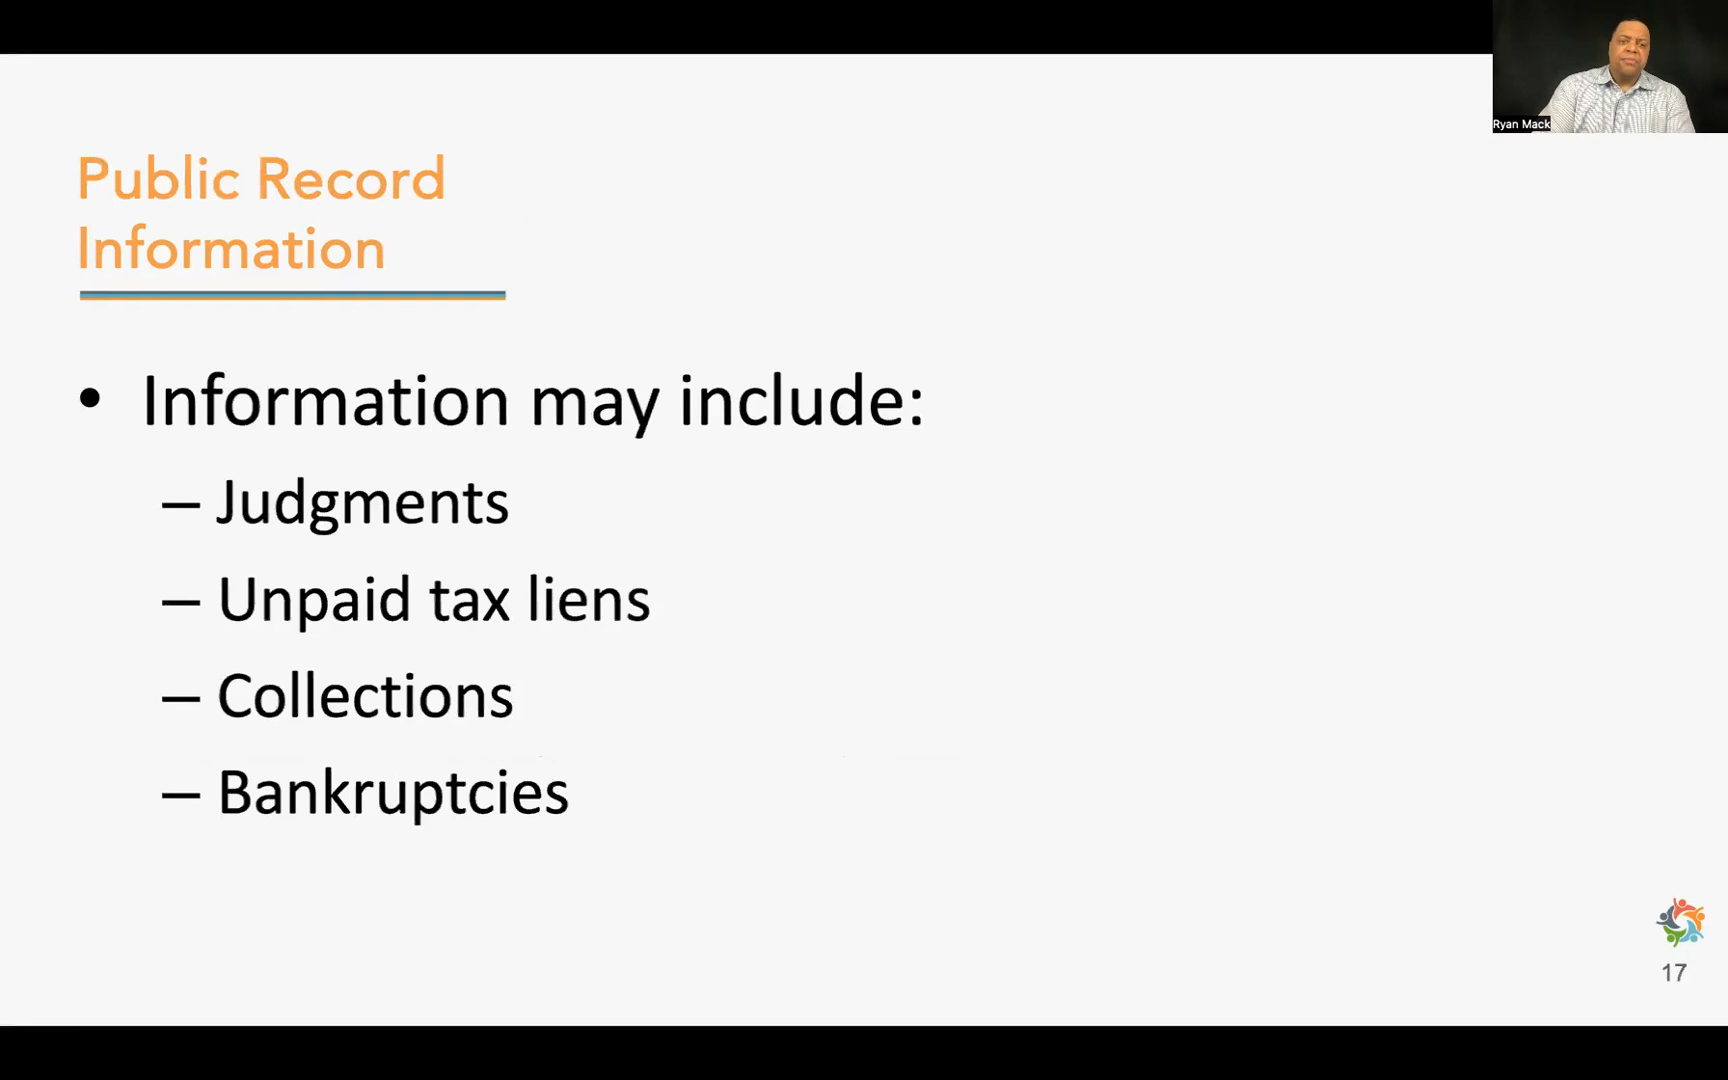 Ryan Mack
Public Record
Information
• Information may include:
– Judgments
– Unpaid tax liens
– Collections
– Bankruptcies
17